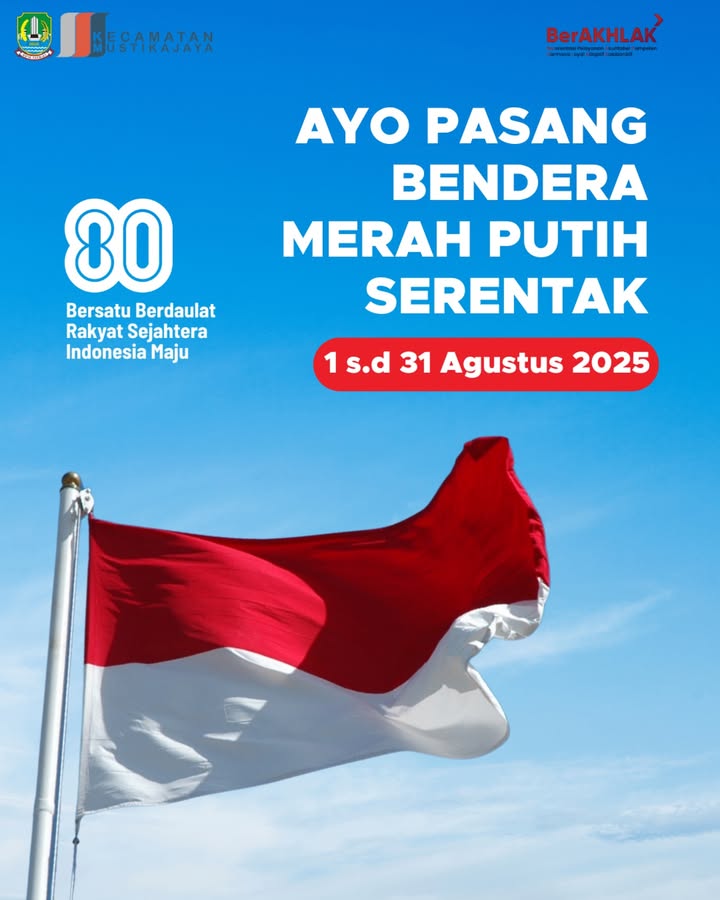 KECAMATAN
MUSTIKAJAYA
BerAKHLAK
AYO PASANG
BENDERA
MERAH PUTIH
SERENTAK
80
Bersatu Berdaulat
Rakyat Sejahtera
Indonesia Maju
1 s.d 31 Agustus 2025